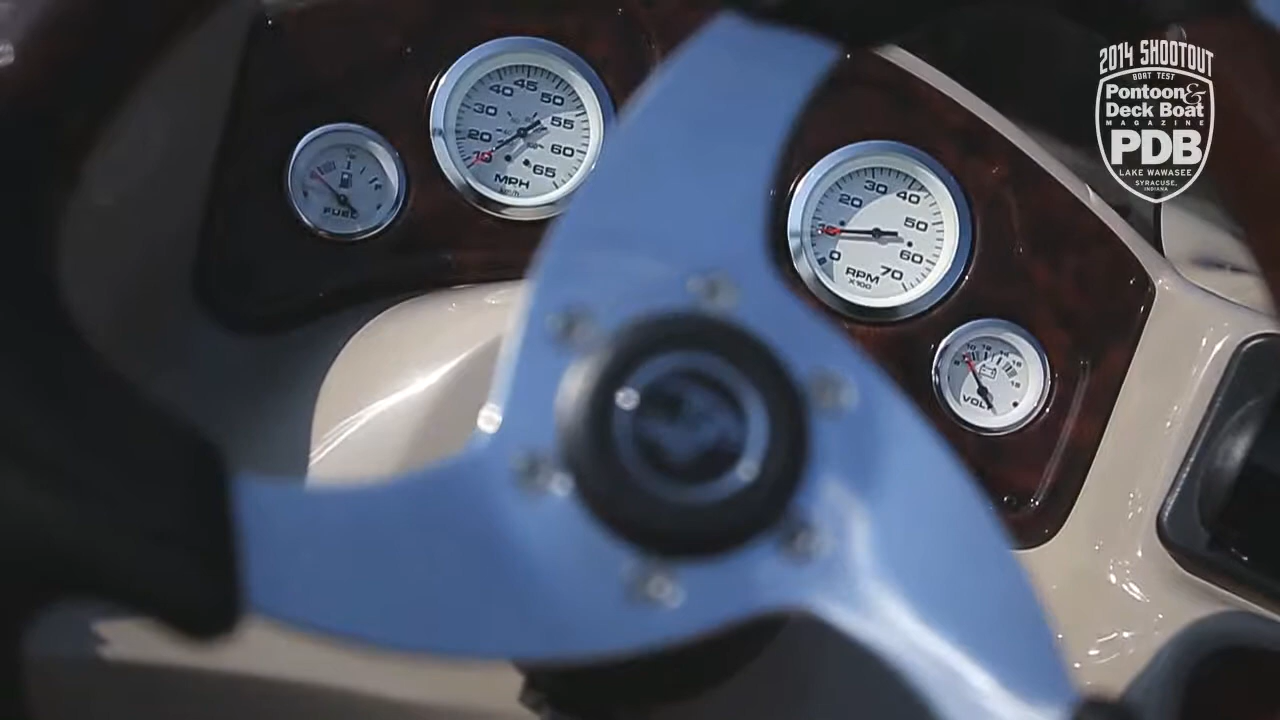 2014 SHOOTOUT
BOAT TEST
Pontoon&
Deck Boat
MAGAZINE
PDB
LAKE WAWASEE
SYRACUSE,
INDIANA
FUEL
10 20 30 40 45 50 55 60 65
MPH
0 10 20 30 40 50 60 70
RPM
X100
VOLT